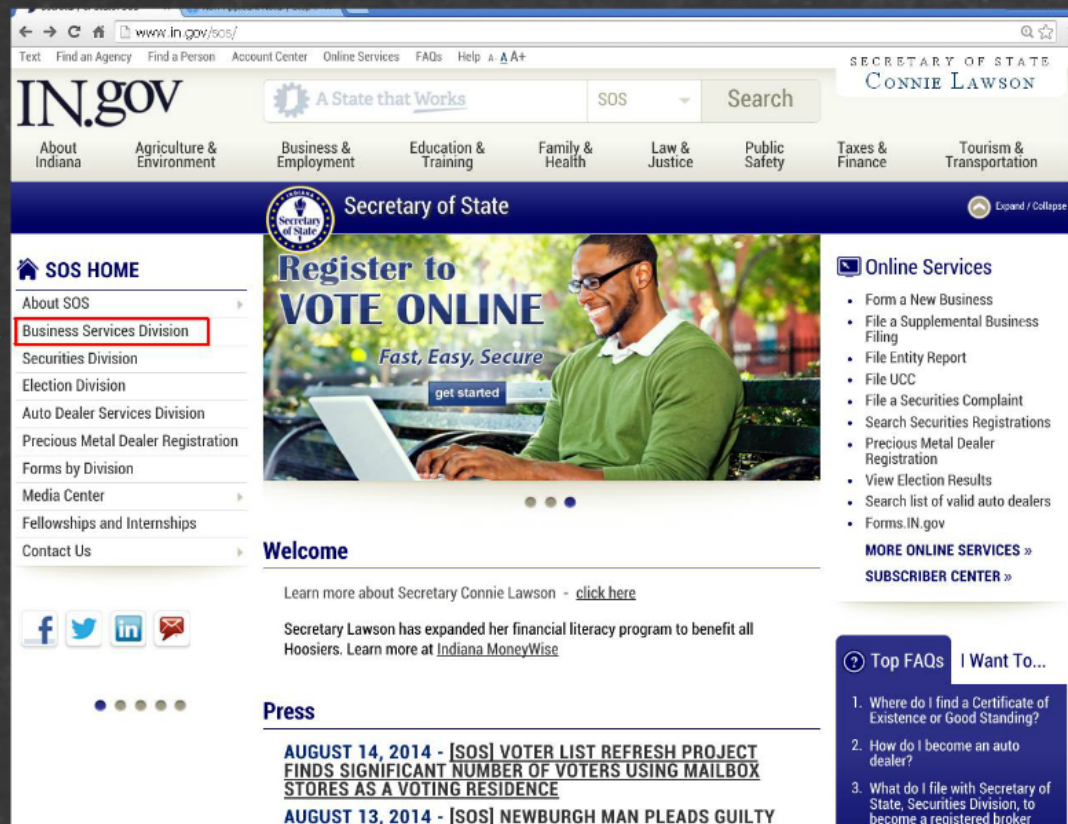 www.in.gov/sos/
Text Find an Agency Find a Person Account Center Online Services FAQs Help A A A+
SECRETARY OF STATE
CONNIE LAWSON
IN.gov
A State that Works
SOS
Search
About Indiana
Agriculture & Environment
Business & Employment
Education & Training
Family & Health
Law & Justice
Public Safety
Taxes & Finance
Tourism & Transportation
INDIANA
Secretary of State
Secretary of State
Expand / Collapse
SOS HOME
About SOS
Business Services Division
Securities Division
Election Division
Auto Dealer Services Division
Precious Metal Dealer Registration
Forms by Division
Media Center
Fellowships and Internships
Contact Us
f
in
Register to
VOTE ONLINE
Fast, Easy, Secure
get started
Welcome
Learn more about Secretary Connie Lawson - click here
Secretary Lawson has expanded her financial literacy program to benefit all
Hoosiers. Learn more at Indiana MoneyWise
Press
AUGUST 14, 2014 - [SOS] VOTER LIST REFRESH PROJECT
FINDS SIGNIFICANT NUMBER OF VOTERS USING MAILBOX
STORES AS A VOTING RESIDENCE
AUGUST 13, 2014 - [SOS] NEWBURGH MAN PLEADS GUILTY
Online Services
Form a New Business
File a Supplemental Business
Filing
File Entity Report
File UCC
File a Securities Complaint
Search Securities Registrations
Precious Metal Dealer
Registration
View Election Results
Search list of valid auto dealers
Forms.IN.gov
MORE ONLINE SERVICES »
SUBSCRIBER CENTER »
? Top FAQs
I Want To...
1. Where do I find a Certificate of
Existence or Good Standing?
2. How do I become an auto
dealer?
3. What do I file with Secretary of
State, Securities Division, to
become a registered broker